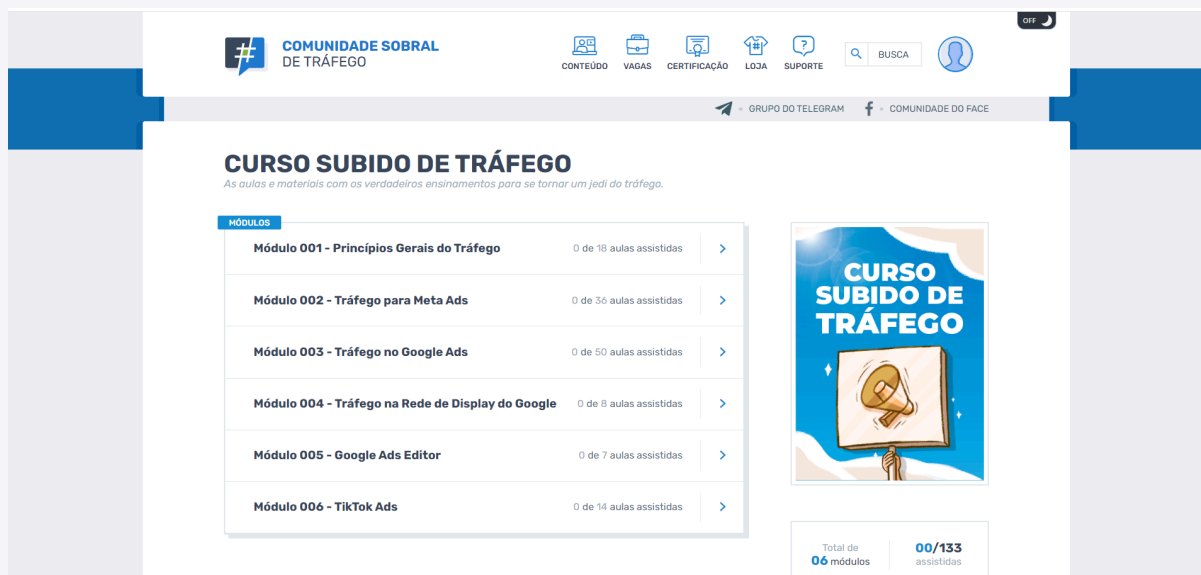 OFF
COMUNIDADE SOBRAL
DE TRÁFEGO
CONTEÚDO VAGAS CERTIFICAÇÃO LOJA SUPORTE BUSCA
GRUPO DO TELEGRAM COMUNIDADE DO FACE
CURSO SUBIDO DE TRÁFEGO
As aulas e materiais com os verdadeiros ensinamentos para se tornar um jedi do tráfego.
MÓDULOS
Módulo 001 - Princípios Gerais do Tráfego 0 de 18 aulas assistidas
Módulo 002 - Tráfego para Meta Ads 0 de 36 aulas assistidas
Módulo 003 - Tráfego no Google Ads 0 de 50 aulas assistidas
Módulo 004 - Tráfego na Rede de Display do Google 0 de 8 aulas assistidas
Módulo 005 - Google Ads Editor 0 de 7 aulas assistidas
Módulo 006 - TikTok Ads 0 de 14 aulas assistidas
CURSO
SUBIDO DE
TRÁFEGO
Total de 00/133
06 módulos assistidas